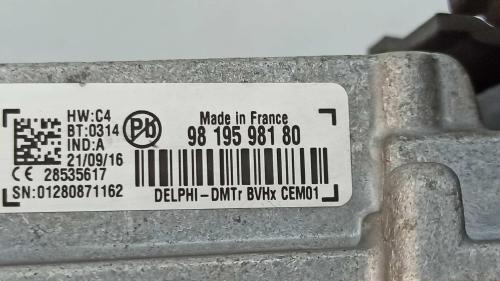 HW:C4
BT:0314
IND:A
21/09/16
CE 28535617
SN:01280871162
Pb
Made in France
98 195 981 80
DELPHI-DMTr BVHx CEM01